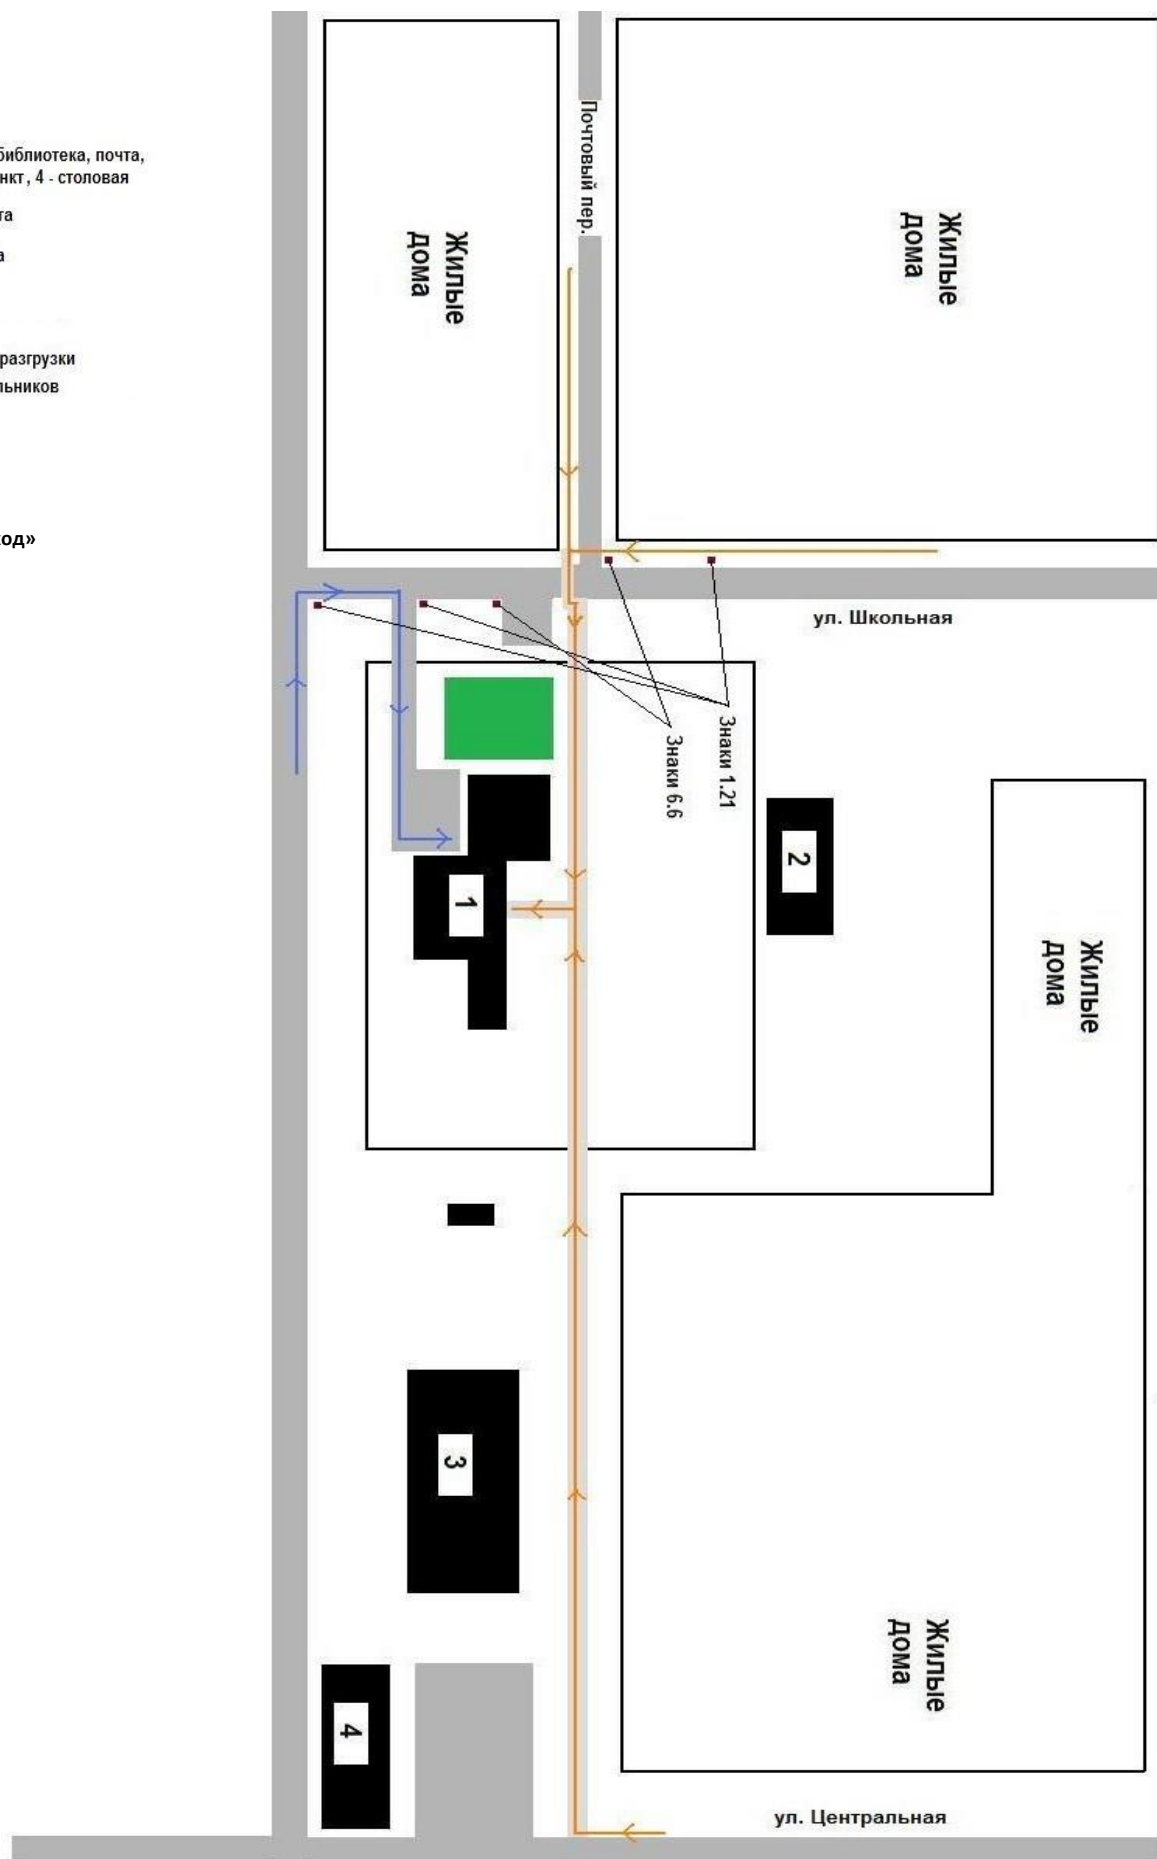 библиотека, почта,
нкт, 4 - столовая
та
а
разгрузки
льников
од»
Почтовый пер.
Жилые
дома
Жилые
дома
ул. Школьная
Знаки 1.21
Знаки 6.6
1
2
Жилые
дома
3
Жилые
дома
4
ул. Центральная